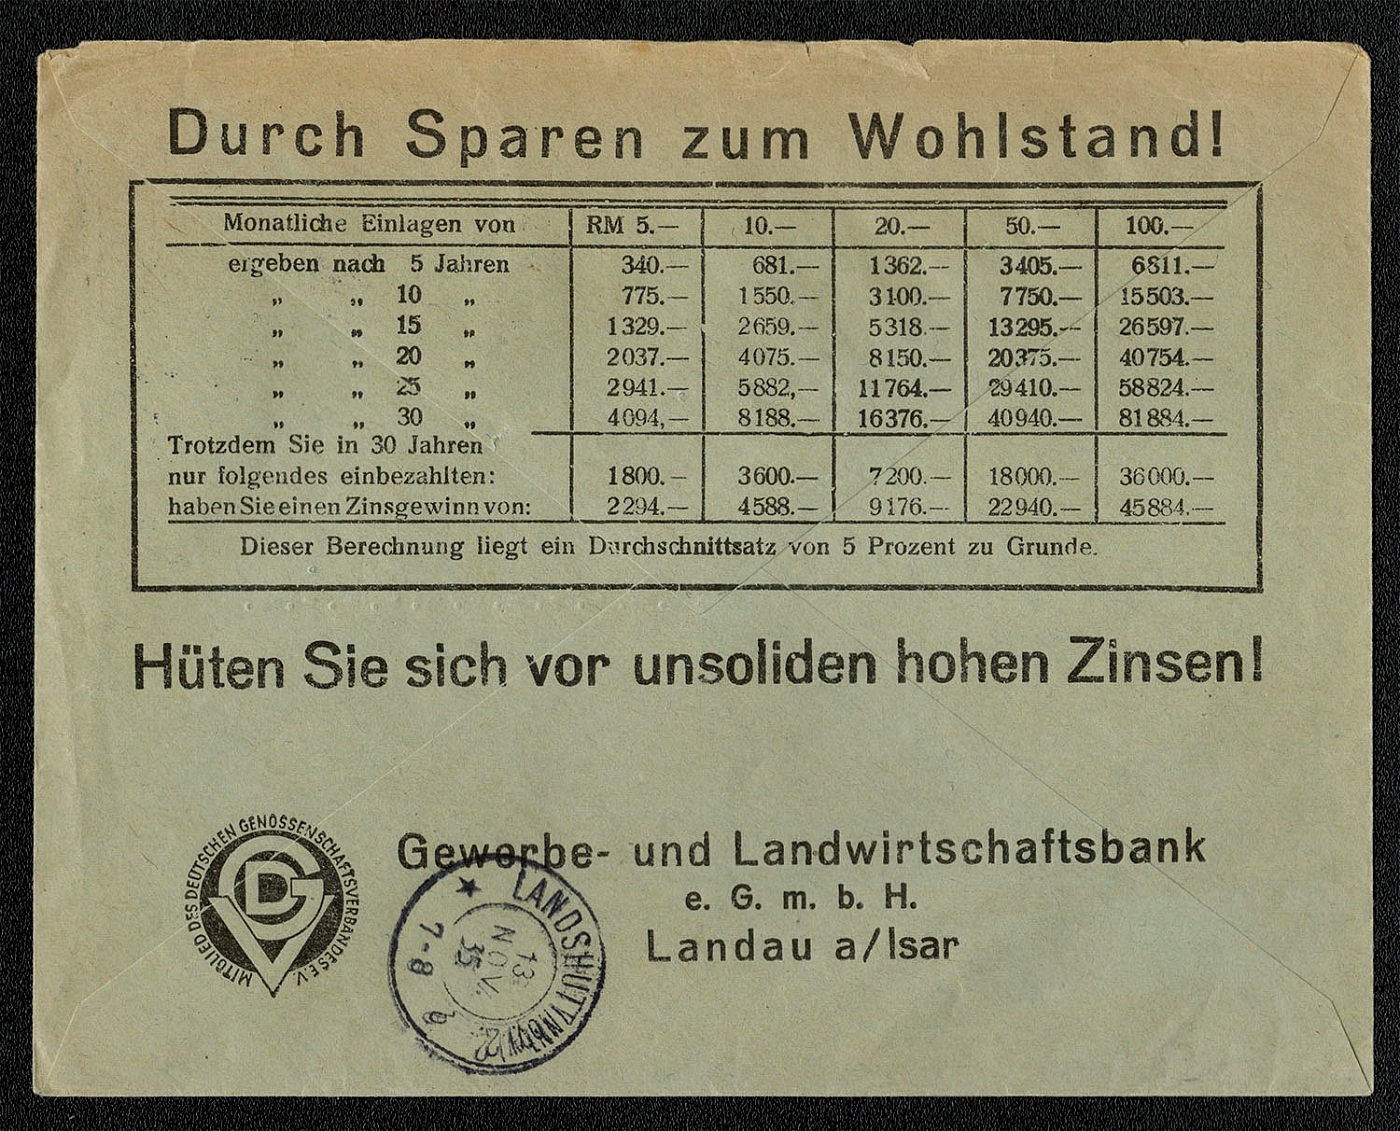 Durch Sparen zum Wohlstand!
Monatliche Einlagen von RM 5.— 10.— 20.— 50.— 100.—
ergeben nach 5 Jahren 340.— 681.— 1362.— 3405.— 6811.—
„ „ 10 „ 775.— 1550.— 3100.— 7750.— 15503.—
„ „ 15 „ 1329.— 2659.— 5318.— 13295.— 26597.—
„ „ 20 „ 2037.— 4075.— 8150.— 20375.— 40754.—
„ „ 25 „ 2941.— 5882,— 11764.— 29410.— 58824.—
„ „ 30 „ 4094,— 8188.— 16376.— 40940.— 81884.—
Trotzdem Sie in 30 Jahren
nur folgendes einbezahlten: 1800.— 3600.— 7200.— 18000.— 36000.—
haben Sie einen Zinsgewinn von: 2294.— 4588.— 9176.— 22940.— 45884.—
Dieser Berechnung liegt ein Durchschnittsatz von 5 Prozent zu Grunde.
Hüten Sie sich vor unsoliden hohen Zinsen!
MITGLIED DES DEUTSCHEN GENOSSENSCHAFTSVERBANDES E.V.
DGV
Gewerbe- und Landwirtschaftsbank
e. G. m. b. H.
Landau a/Isar
LANDSHUT
13.
NOV.
35
7-8